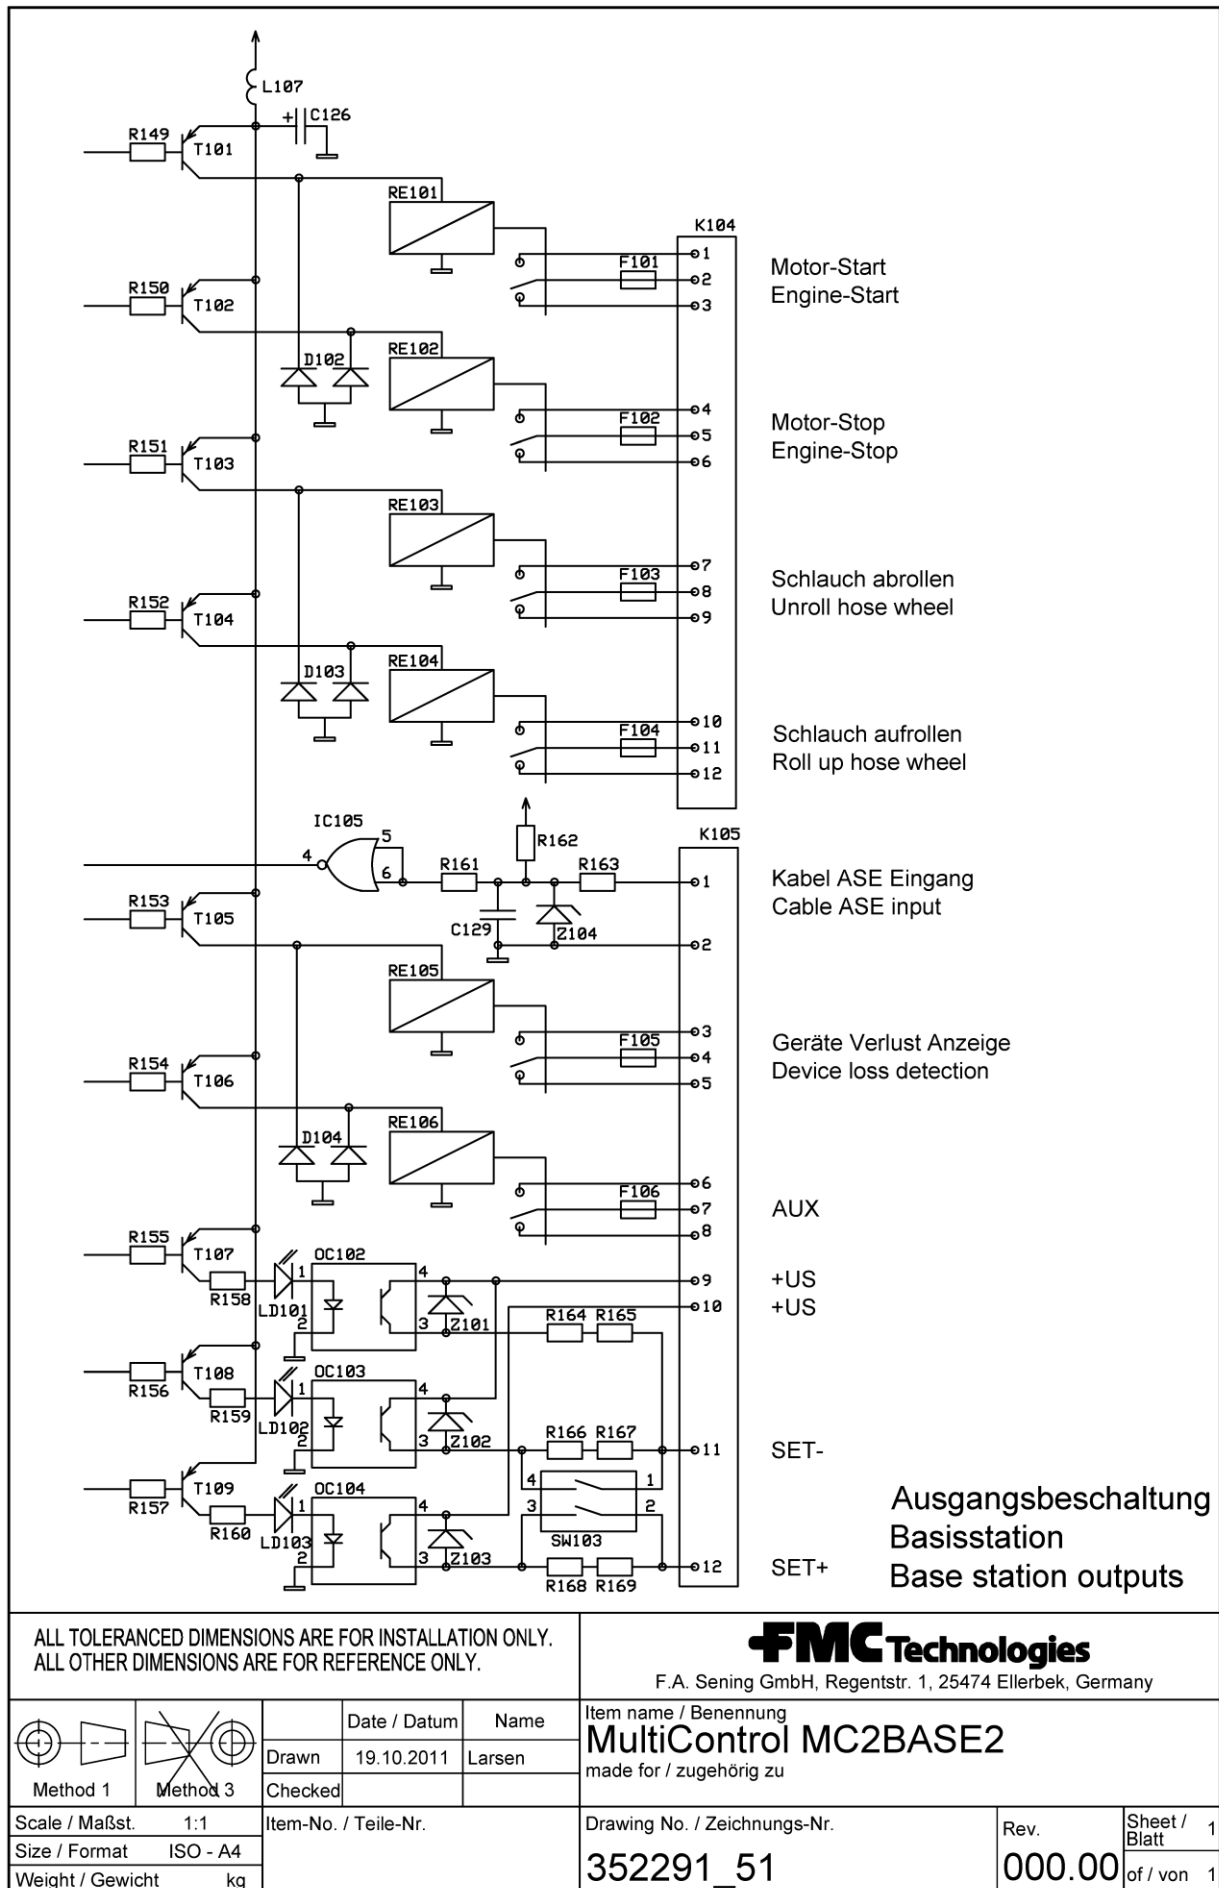 L107
+
C126
R149
T101
RE101
K104
1
F101
2
3
Motor-Start
Engine-Start
R150
T102
D102
RE102
4
F102
5
6
Motor-Stop
Engine-Stop
R151
T103
RE103
7
F103
8
9
Schlauch abrollen
Unroll hose wheel
R152
T104
D103
RE104
10
F104
11
12
Schlauch aufrollen
Roll up hose wheel
IC105
5
4
6
R161
R162
R163
K105
1
Kabel ASE Eingang
Cable ASE input
R153
T105
C129
Z104
2
RE105
3
F105
4
5
Geräte Verlust Anzeige
Device loss detection
R154
T106
D104
RE106
6
F106
7
8
AUX
R155
T107
R158
LD101
OC102
1
2
4
3
Z101
9
+US
10
+US
R164
R165
R156
T108
R159
LD102
OC103
1
2
4
3
Z102
R166
R167
11
SET-
R157
T109
R160
LD103
OC104
1
2
4
3
Z103
4
1
3
2
SW103
R168
R169
12
SET+
Ausgangsbeschaltung
Basisstation
Base station outputs
ALL TOLERANCED DIMENSIONS ARE FOR INSTALLATION ONLY.
ALL OTHER DIMENSIONS ARE FOR REFERENCE ONLY.
FMC Technologies
F.A. Sening GmbH, Regentstr. 1, 25474 Ellerbek, Germany
Method 1
Method 3
Date / Datum
Name
Drawn
19.10.2011
Larsen
Checked
Item name / Benennung
MultiControl MC2BASE2
made for / zugehörig zu
Scale / Maßst. 1:1
Size / Format ISO - A4
Weight / Gewicht kg
Item-No. / Teile-Nr.
Drawing No. / Zeichnungs-Nr.
352291_51
Rev.
000.00
Sheet / Blatt 1
of / von 1